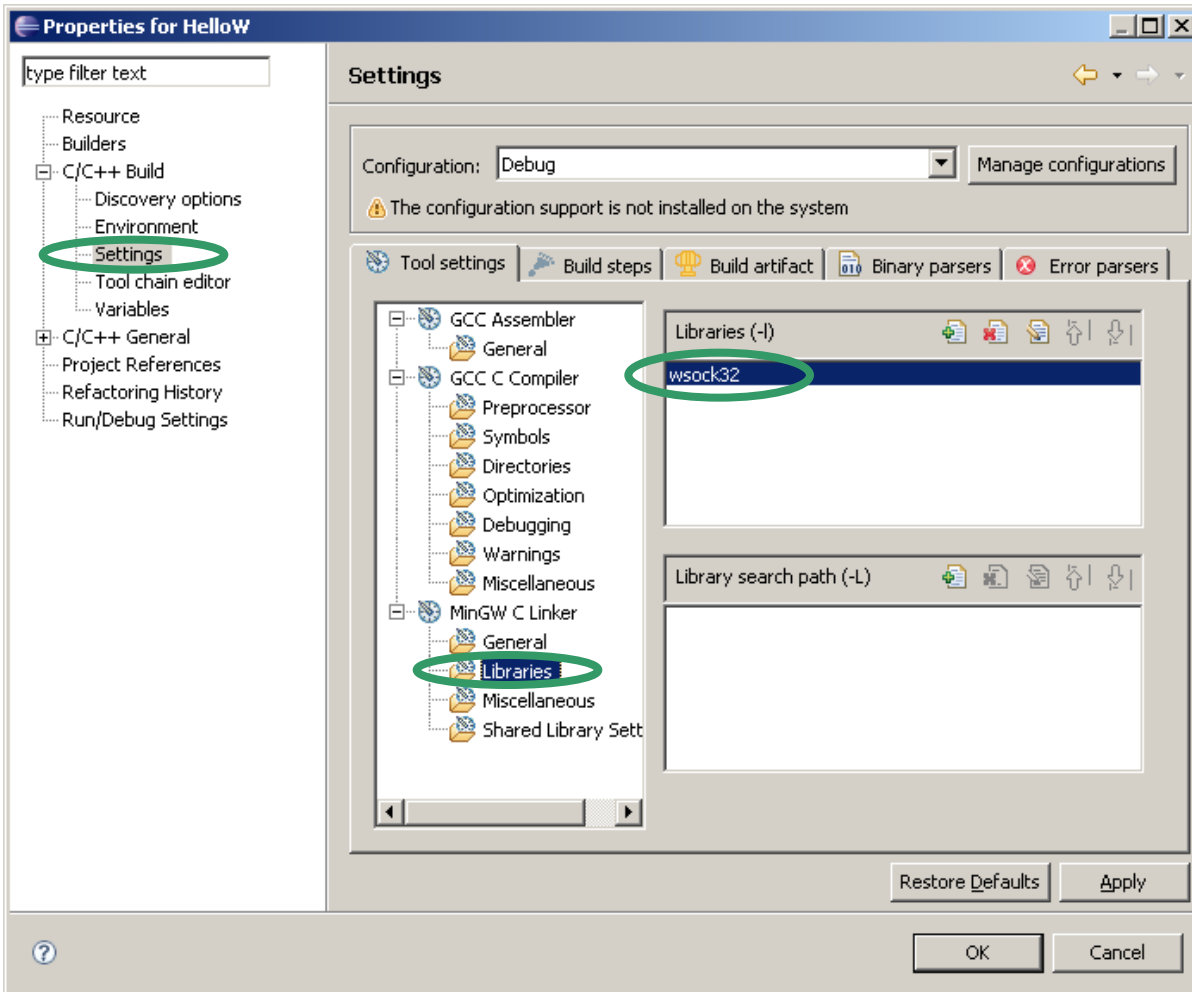 Properties for HelloW
type filter text
Resource
Builders
C/C++ Build
Discovery options
Environment
Settings
Tool chain editor
Variables
C/C++ General
Project References
Refactoring History
Run/Debug Settings
Settings
Configuration: Debug Manage configurations
The configuration support is not installed on the system
Tool settings Build steps Build artifact Binary parsers Error parsers
GCC Assembler
General
GCC C Compiler
Preprocessor
Symbols
Directories
Optimization
Debugging
Warnings
Miscellaneous
MinGW C Linker
General
Libraries
Miscellaneous
Shared Library Sett
Libraries (-l)
wsock32
Library search path (-L)
Restore Defaults Apply
OK Cancel